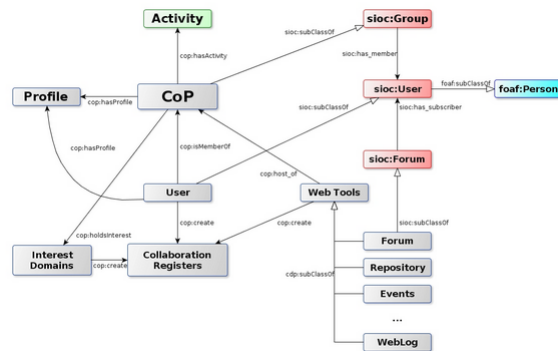 Activity
sioc:Group
sioc:subClassOf
cop:hasActivity
sioc:has_member
Profile
cop:hasProfile
CoP
sioc:User
foaf:subClassOf
foaf:Person
sioc:subClassOf
sioc:has_subscriber
cop:hasProfile
cop:isMemberOf
sioc:Forum
cop:host_of
User
Web Tools
cop:create
cop:create
sioc:subClassOf
cop:holdsInterest
Forum
Interest
Domains
cop:create
Collaboration
Registers
Repository
cdp:subClassOf
Events
...
WebLog